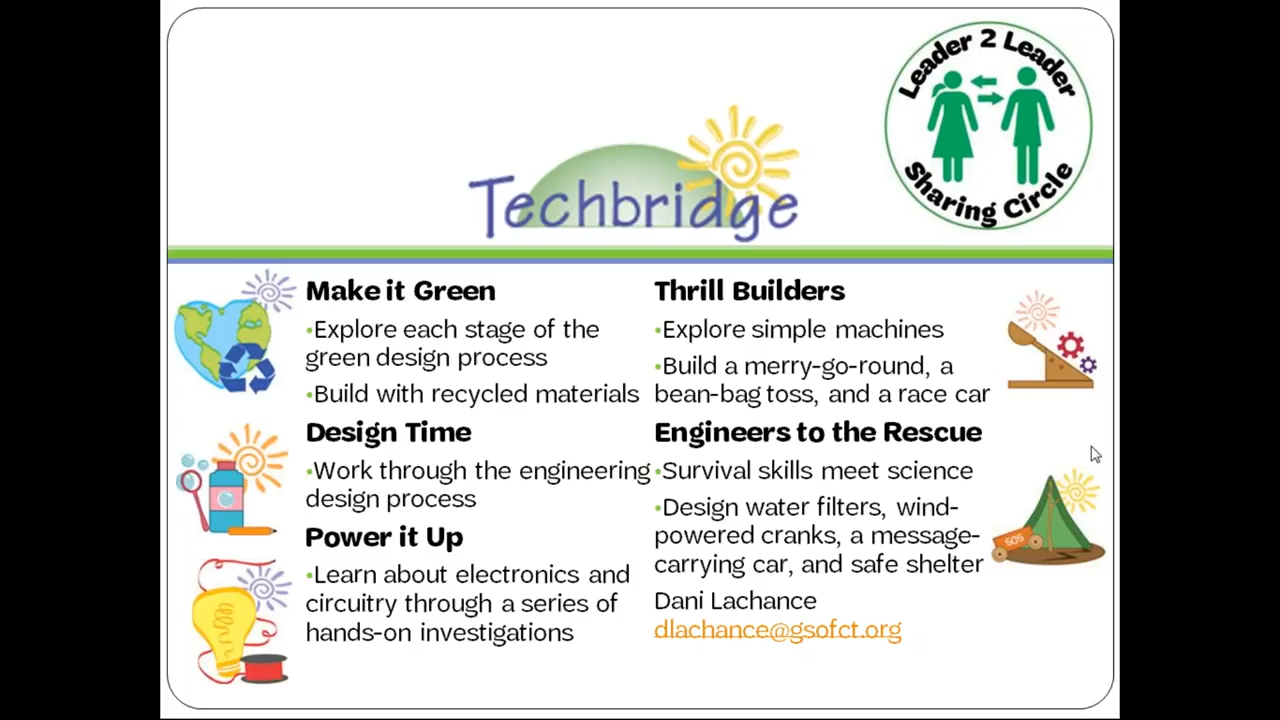 Leader 2 Leader
Sharing Circle
Techbridge
Make it Green
•Explore each stage of the
green design process
•Build with recycled materials
Design Time
•Work through the engineering
design process
Power it Up
•Learn about electronics and
circuitry through a series of
hands-on investigations
Thrill Builders
•Explore simple machines
•Build a merry-go-round, a
bean-bag toss, and a race car
Engineers to the Rescue
•Survival skills meet science
•Design water filters, wind-
powered cranks, a message-
carrying car, and safe shelter
SOS
Dani Lachance
dlachance@gsofct.org